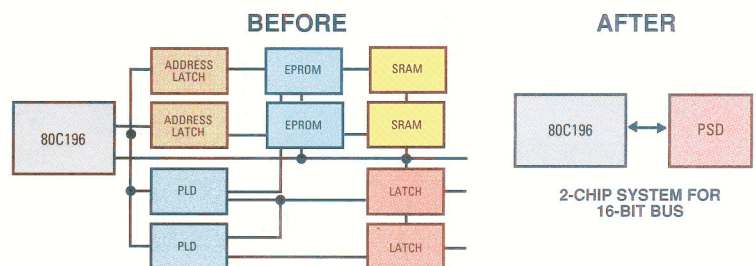 BEFORE
AFTER
ADDRESS
LATCH
EPROM
SRAM
ADDRESS
LATCH
EPROM
SRAM
80C196
PLD
LATCH
PLD
LATCH
80C196
PSD
2-CHIP SYSTEM FOR
16-BIT BUS